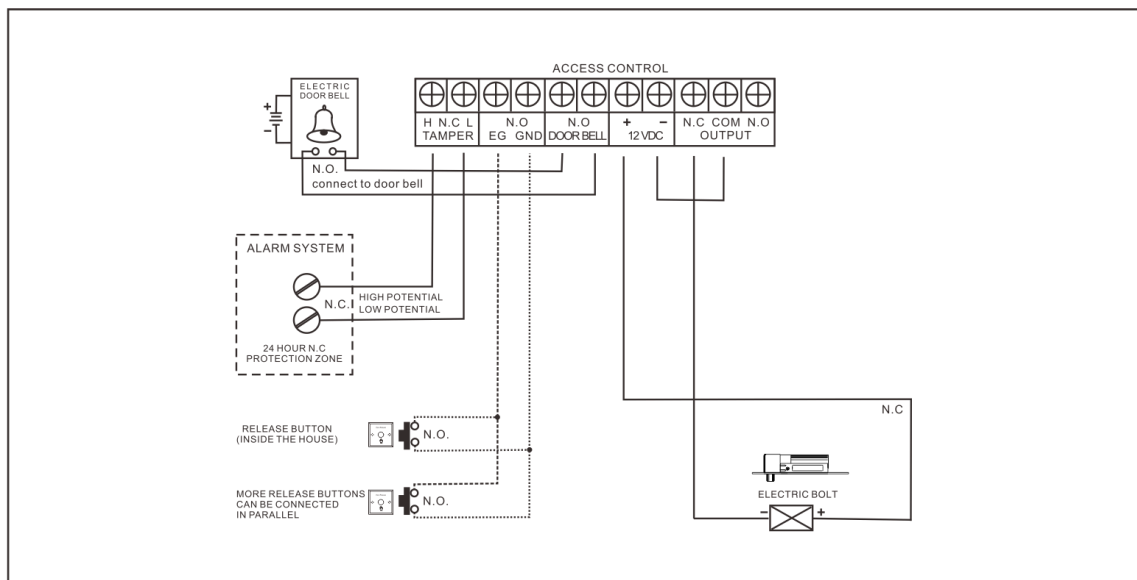 ACCESS CONTROL
ELECTRIC
DOOR BELL
+
−
H N.C L
TAMPER
N.O
EG GND
N.O
DOOR BELL
+ −
12 VDC
N.C COM N.O
OUTPUT
N.O.
connect to door bell
ALARM SYSTEM
N.C.
HIGH POTENTIAL
LOW POTENTIAL
24 HOUR N.C
PROTECTION ZONE
N.C
RELEASE BUTTON
(INSIDE THE HOUSE)
N.O.
MORE RELEASE BUTTONS
CAN BE CONNECTED
IN PARALLEL
N.O.
ELECTRIC BOLT
− +